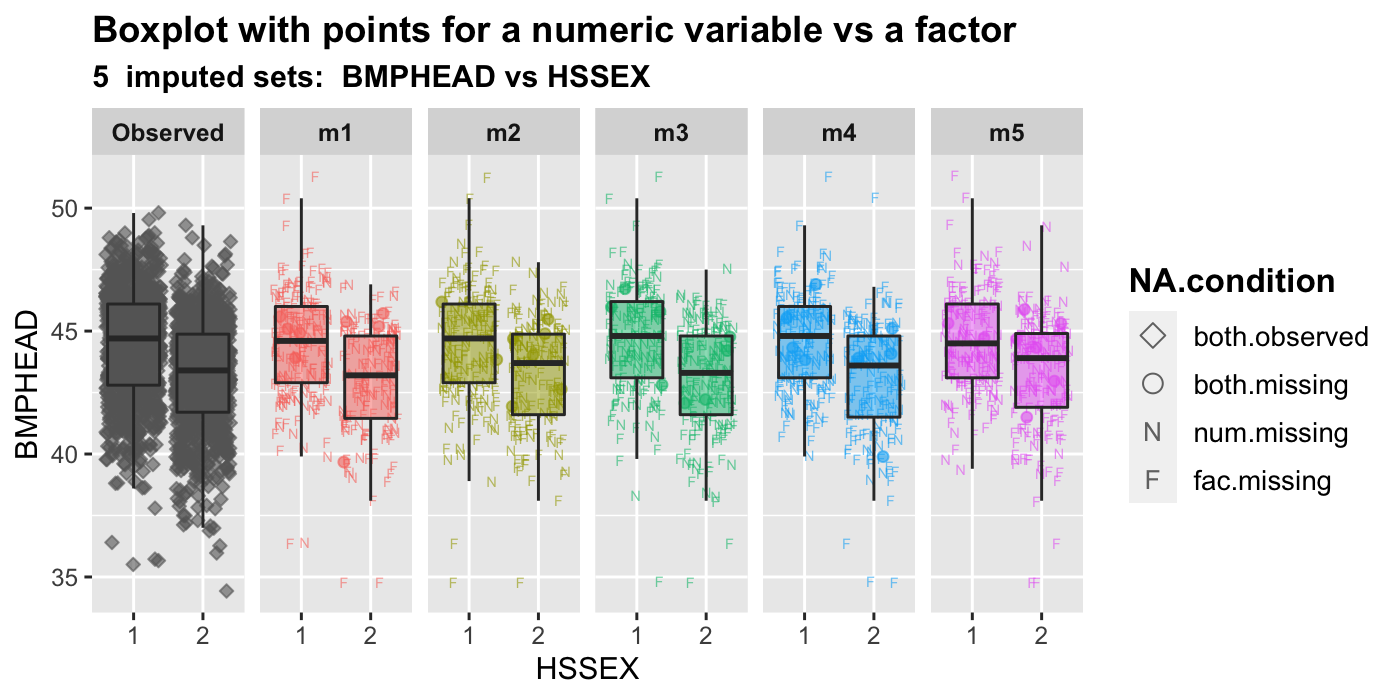 Boxplot with points for a numeric variable vs a factor
5 imputed sets: BMPHEAD vs HSSEX
Observed m1 m2 m3 m4 m5
BMPHEAD
50
45
40
35
1 2 1 2 1 2 1 2 1 2 1 2
HSSEX
NA.condition
both.observed
both.missing
N num.missing
F fac.missing